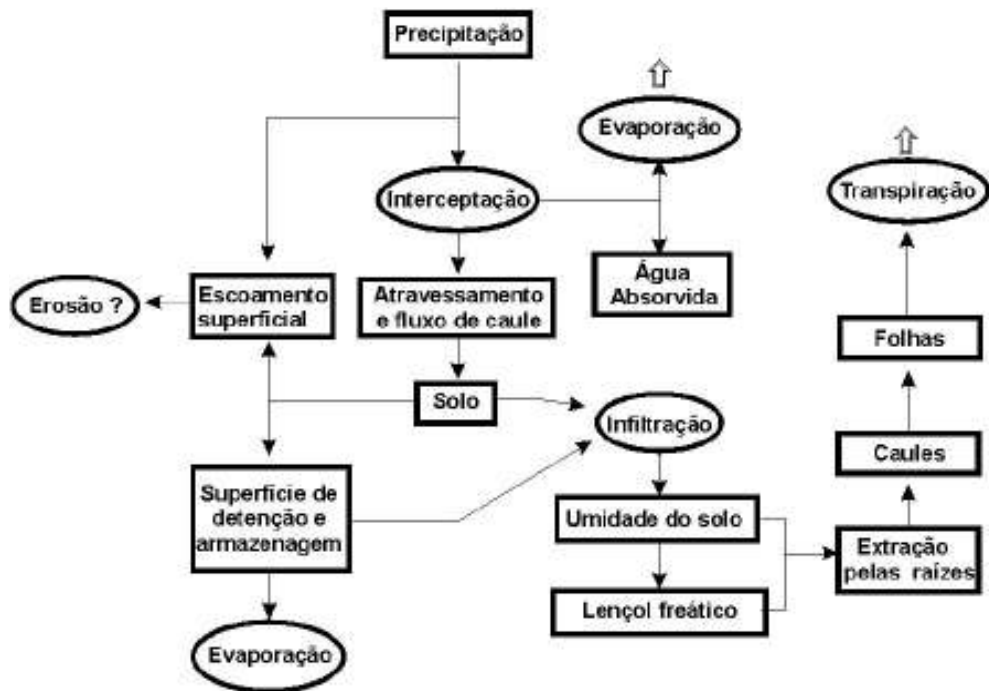 Precipitação
Evaporação
Transpiração
Interceptação
Água
Absorvida
Erosão ?
Escoamento
superficial
Atravessamento
e fluxo de caule
Folhas
Solo
Infiltração
Caules
Superfície de
detenção e
armazenagem
Umidade do solo
Extração
pelas raízes
Lençol freático
Evaporação